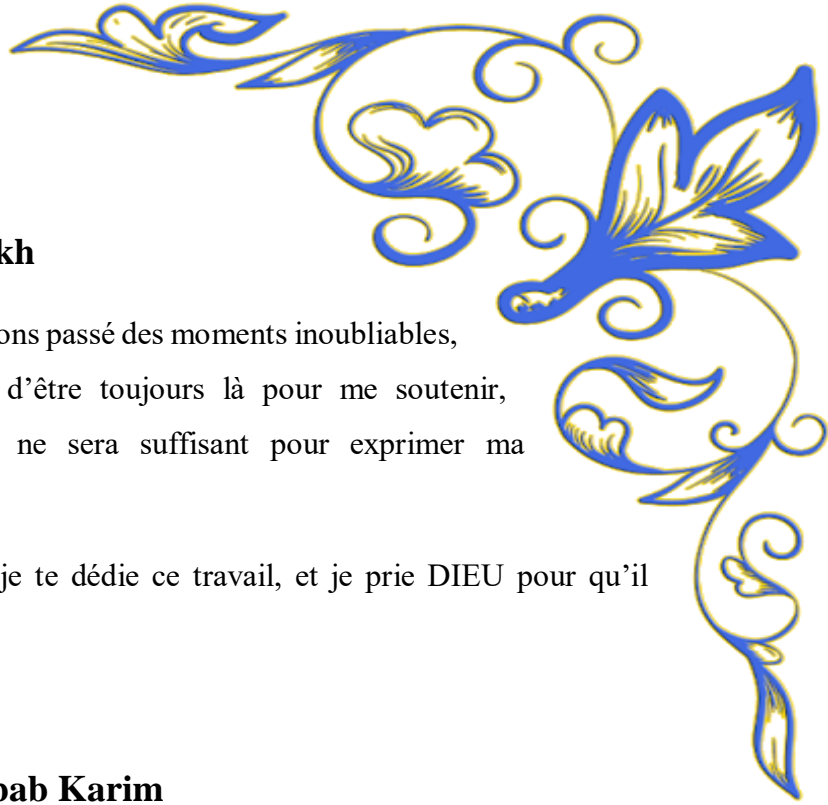 kh
ons passé des moments inoubliables,
d’être toujours là pour me soutenir,
ne sera suffisant pour exprimer ma
je te dédie ce travail, et je prie DIEU pour qu’il
bab Karim